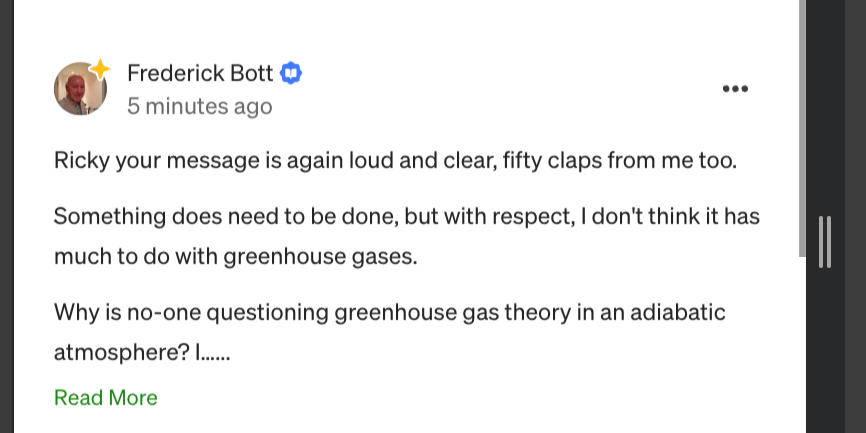 Frederick Bott
5 minutes ago
Ricky your message is again loud and clear, fifty claps from me too.
Something does need to be done, but with respect, I don't think it has
much to do with greenhouse gases.
Why is no-one questioning greenhouse gas theory in an adiabatic
atmosphere? I......
Read More